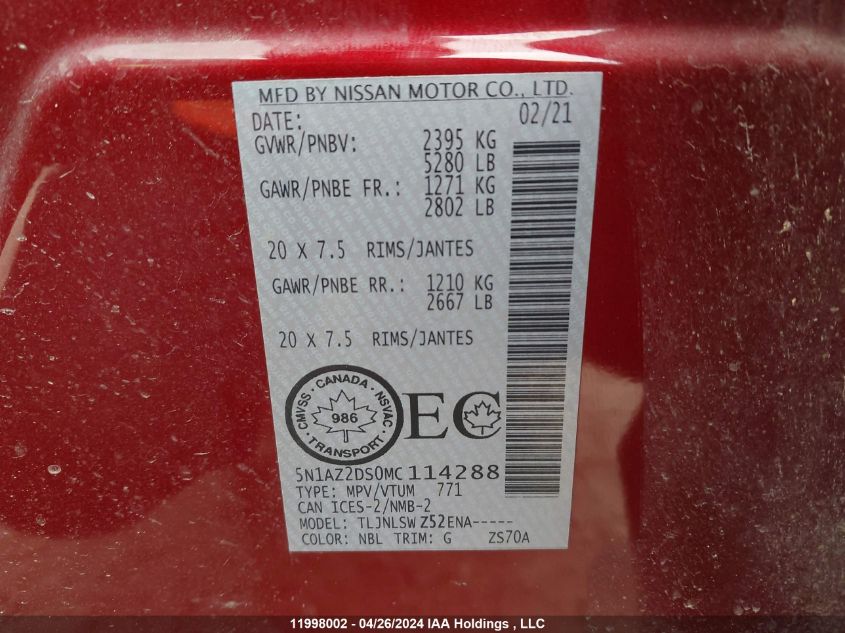 MFD BY NISSAN MOTOR CO., LTD.
DATE: 02/21
GVWR/PNBV: 2395 KG
5280 LB
GAWR/PNBE FR.: 1271 KG
2802 LB
20 X 7.5 RIMS/JANTES
GAWR/PNBE RR.: 1210 KG
2667 LB
20 X 7.5 RIMS/JANTES
CMVSS · CANADA · NSVAC
986
TRANSPORT
EC
5N1AZ2DS0MC114288
TYPE: MPV/VTUM 771
CAN ICES-2/NMB-2
MODEL: TLJNLSW Z52ENA-----
COLOR: NBL TRIM: G ZS70A
11998002 - 04/26/2024 IAA Holdings , LLC